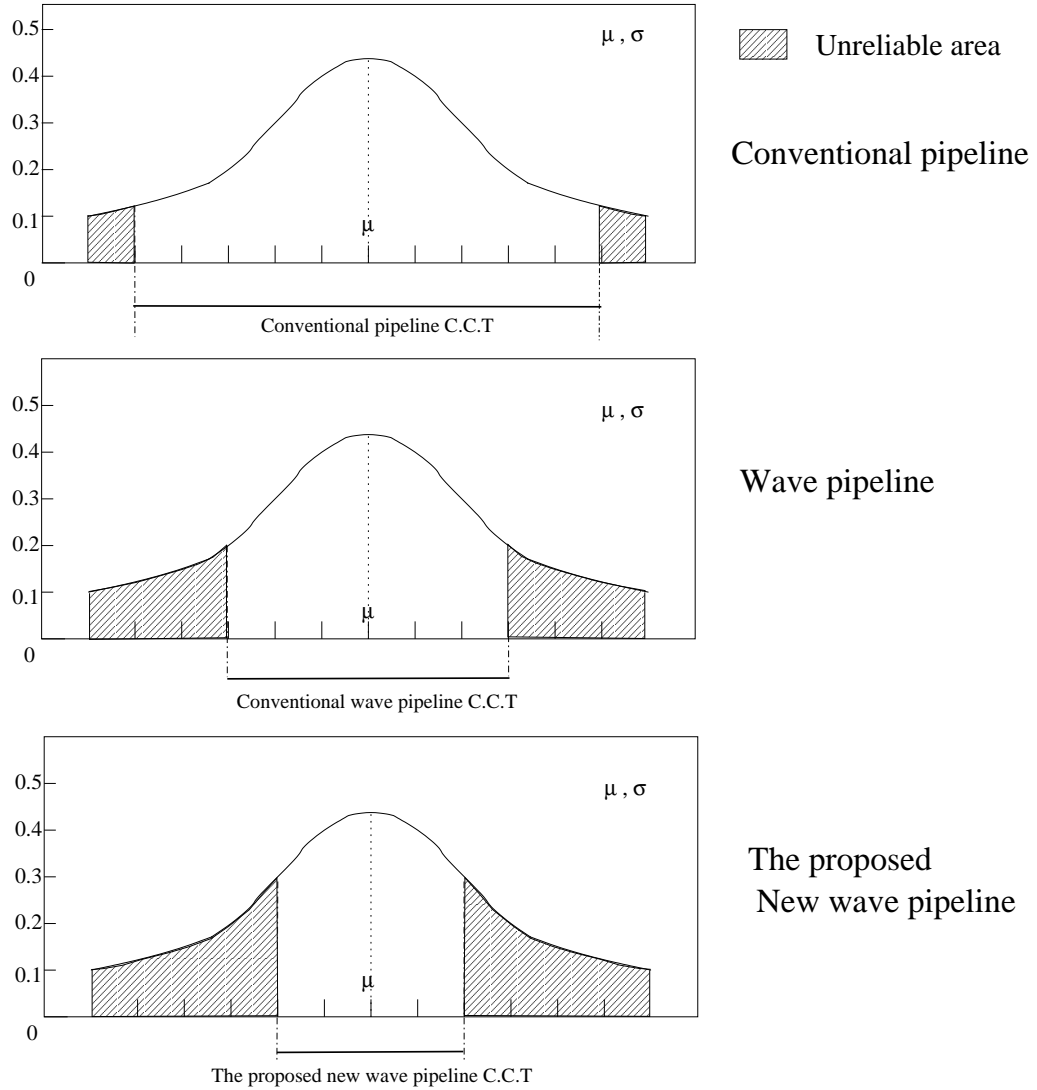 0.5
0.4
0.3
0.2
0.1
0
μ , σ
μ
Unreliable area
Conventional pipeline
Conventional pipeline C.C.T
0.5
0.4
0.3
0.2
0.1
0
μ , σ
μ
Wave pipeline
Conventional wave pipeline C.C.T
0.5
0.4
0.3
0.2
0.1
0
μ , σ
μ
The proposed
New wave pipeline
The proposed new wave pipeline C.C.T